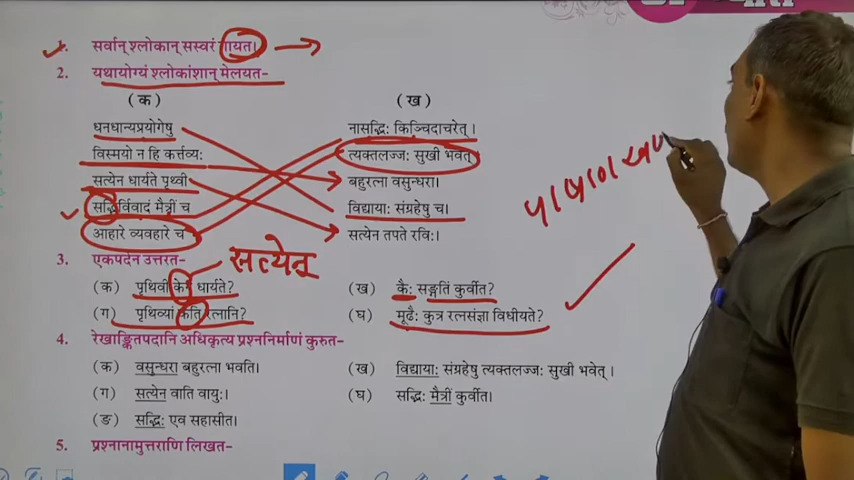 1. सर्वान् श्लोकान् सस्वरं गायत।
2. यथायोग्यं श्लोकांशान् मेलयत-
(क) (ख)
धनधान्यप्रयोगेषु नासद्भिः किञ्चिदाचरेत्।
विस्मयो न हि कर्त्तव्यः त्यक्तलज्जः सुखी भवेत्
सत्येन धार्यते पृथ्वी बहुरत्ना वसुन्धरा।
सद्भिर्विवादं मैत्रीं च विद्यायाः संग्रहेषु च।
आहारे व्यवहारे च सत्येन तपते रविः।
3. एकपदेन उत्तरत-
सत्येन
(क) पृथिवी केन धार्यते? (ख) कैः सङ्गतिं कुर्वीत?
(ग) पृथिव्यां कति रत्नानि? (घ) मूढैः कुत्र रत्नसंज्ञा विधीयते?
पाषाणख
4. रेखाङ्कितपदानि अधिकृत्य प्रश्ननिर्माणं कुरुत-
(क) वसुन्धरा बहुरत्ना भवति। (ख) विद्यायाः संग्रहेषु त्यक्तलज्जः सुखी भवेत्।
(ग) सत्येन वाति वायुः। (घ) सद्भिः मैत्रीं कुर्वीत।
(ङ) सद्भिः एव सहासीत।
5. प्रश्नानामुत्तराणि लिखत-